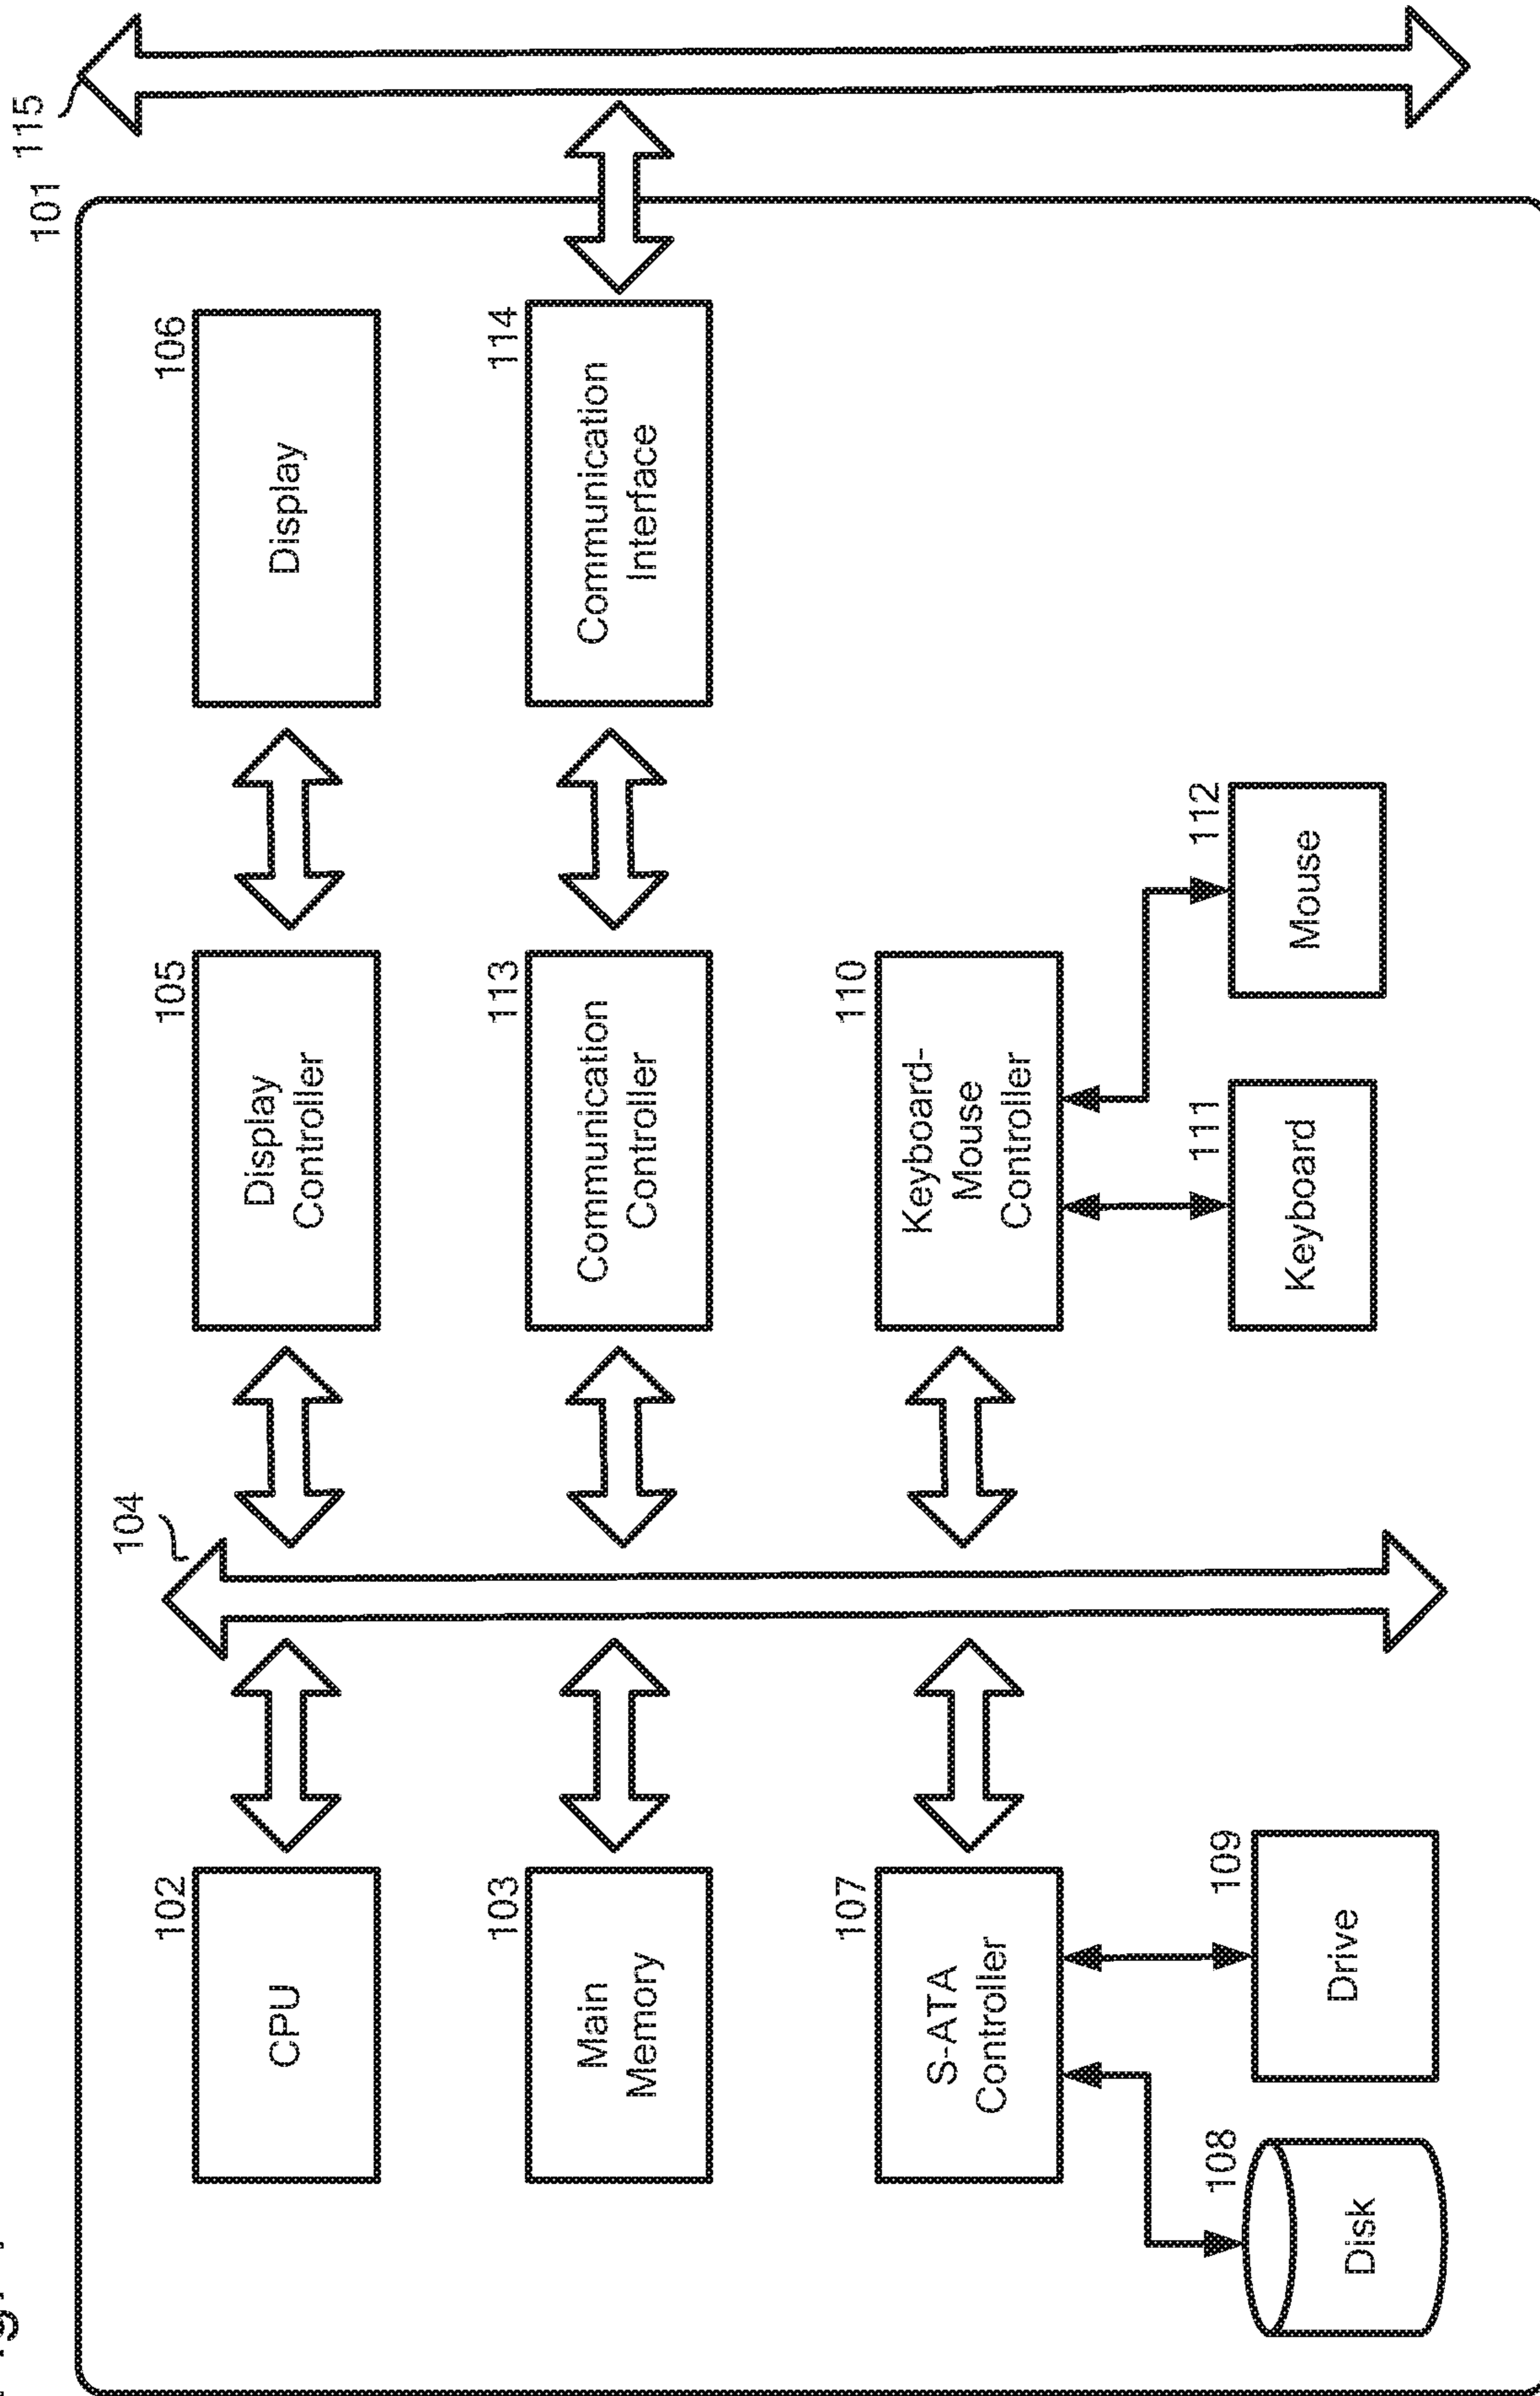 115
101
104
102
CPU
105
Display
Controller
106
Display
103
Main
Memory
113
Communication
Controller
114
Communication
Interface
107
S-ATA
Controller
110
Keyboard-
Mouse
Controller
108
Disk
109
Drive
111
Keyboard
112
Mouse